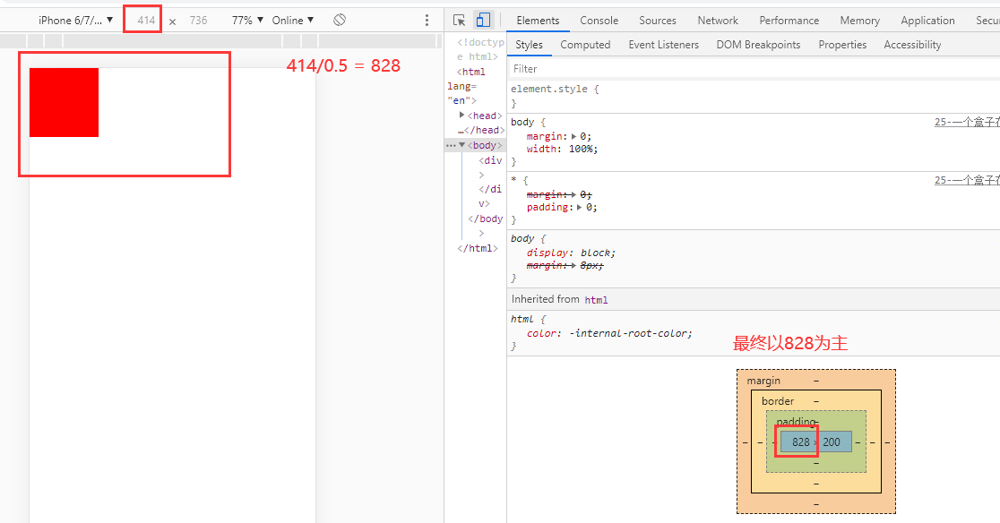 iPhone 6/7/... ▼ 414 × 736 77% ▼ Online ▼
Elements Console Sources Network Performance Memory Application Secu
Styles Computed Event Listeners DOM Breakpoints Properties Accessibility
414/0.5 = 828
<!doctyp
e html>
<html
lang=
"en">
▶<head>
…</head>
…▼<body>
<div
>
</di
v>
</body
>
</html>
Filter
element.style {
}
body {
25-一个盒子在
margin:▶ 0;
width: 100%;
}
* {
25-一个盒子在
margin:▶ 0;
padding:▶ 0;
}
body {
display: block;
margin:▶ 8px;
}
Inherited from html
html {
color: -internal-root-color;
}
最终以828为主
margin –
border –
padding –
– – – 828 × 200 – – –
–
–
–